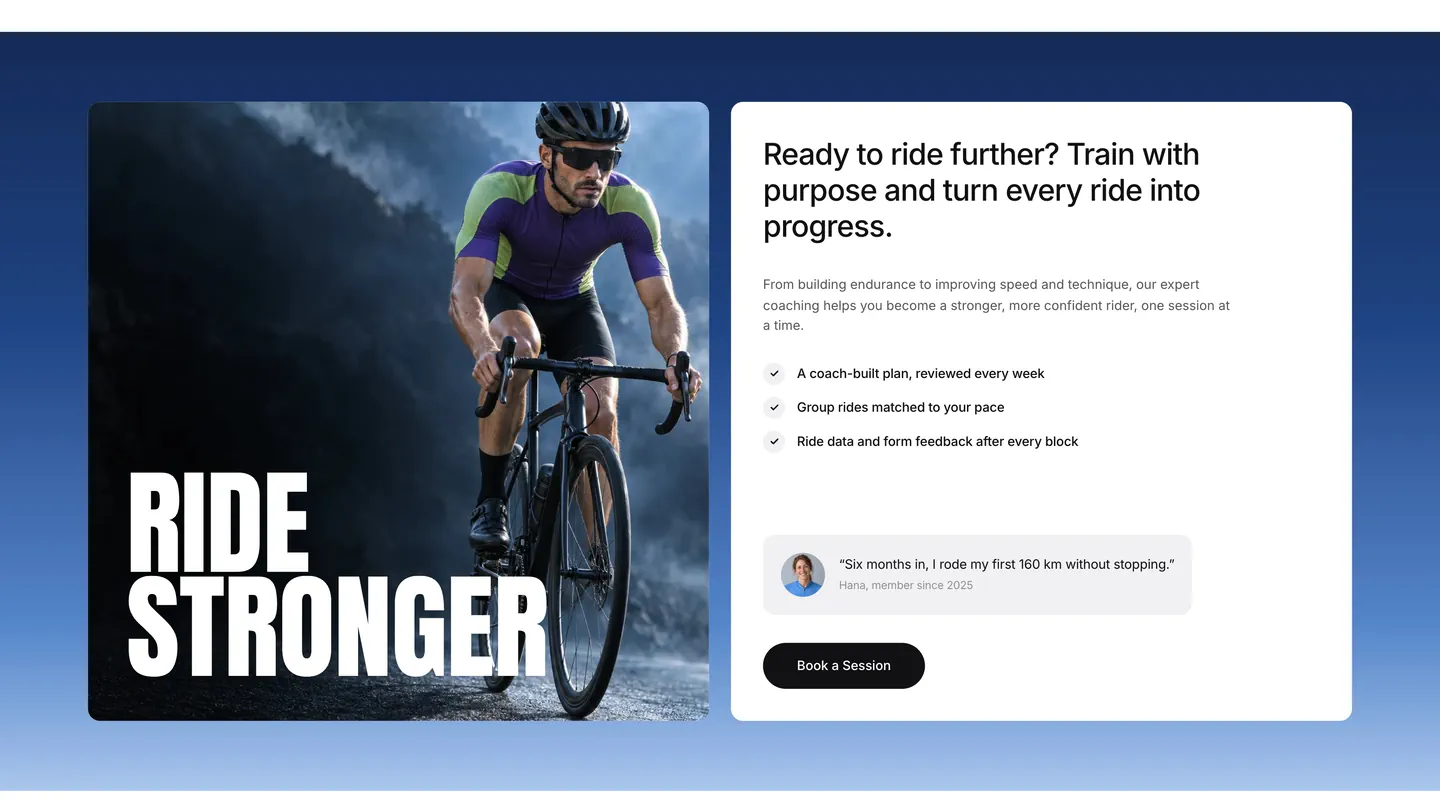 RIDE
STRONGER
Ready to ride further? Train with
purpose and turn every ride into
progress.
From building endurance to improving speed and technique, our expert
coaching helps you become a stronger, more confident rider, one session at
a time.
A coach-built plan, reviewed every week
Group rides matched to your pace
Ride data and form feedback after every block
“Six months in, I rode my first 160 km without stopping.”
Hana, member since 2025
Book a Session